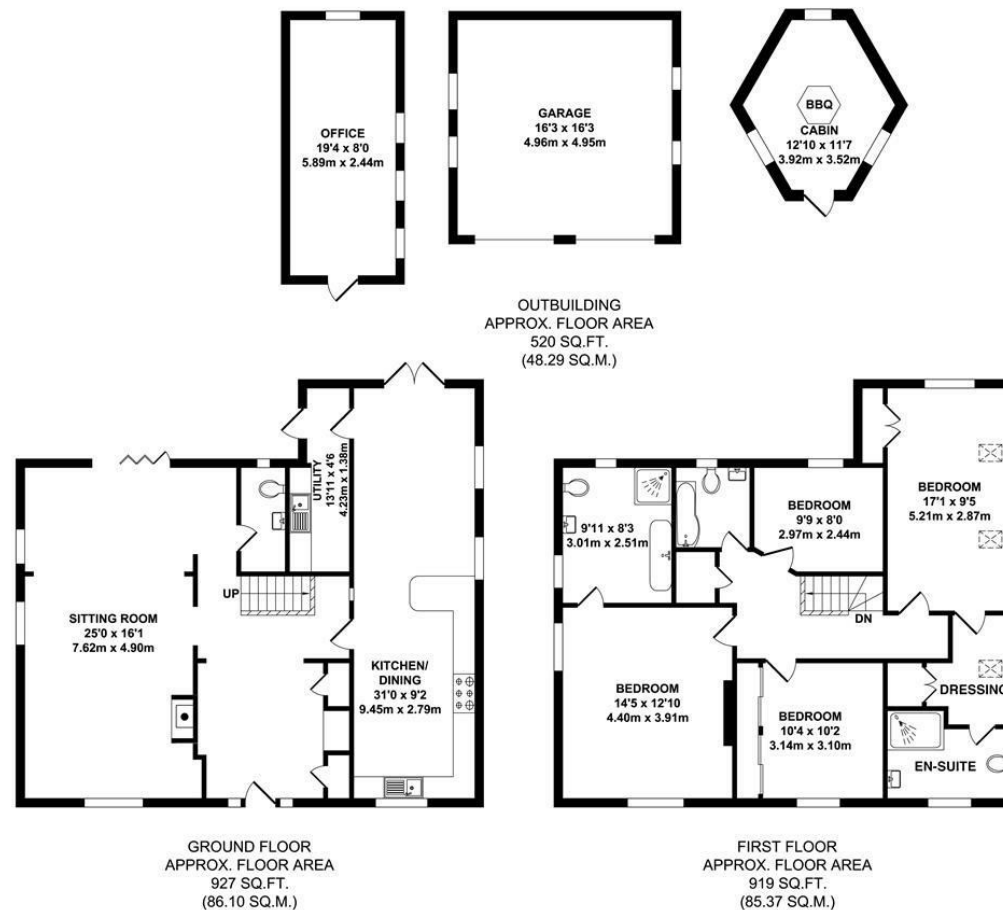 OFFICE
19'4 x 8'0
5.89m x 2.44m
GARAGE
16'3 x 16'3
4.96m x 4.95m
BBQ
CABIN
12'10 x 11'7
3.92m x 3.52m
OUTBUILDING
APPROX. FLOOR AREA
520 SQ.FT.
(48.29 SQ.M.)
UTILITY
13'11 x 4'6
4.23m x 1.38m
UP
SITTING ROOM
25'0 x 16'1
7.62m x 4.90m
KITCHEN/
DINING
31'0 x 9'2
9.45m x 2.79m
GROUND FLOOR
APPROX. FLOOR AREA
927 SQ.FT.
(86.10 SQ.M.)
9'11 x 8'3
3.01m x 2.51m
BEDROOM
9'9 x 8'0
2.97m x 2.44m
BEDROOM
17'1 x 9'5
5.21m x 2.87m
DN
BEDROOM
14'5 x 12'10
4.40m x 3.91m
BEDROOM
10'4 x 10'2
3.14m x 3.10m
DRESSING
EN-SUITE
FIRST FLOOR
APPROX. FLOOR AREA
919 SQ.FT.
(85.37 SQ.M.)